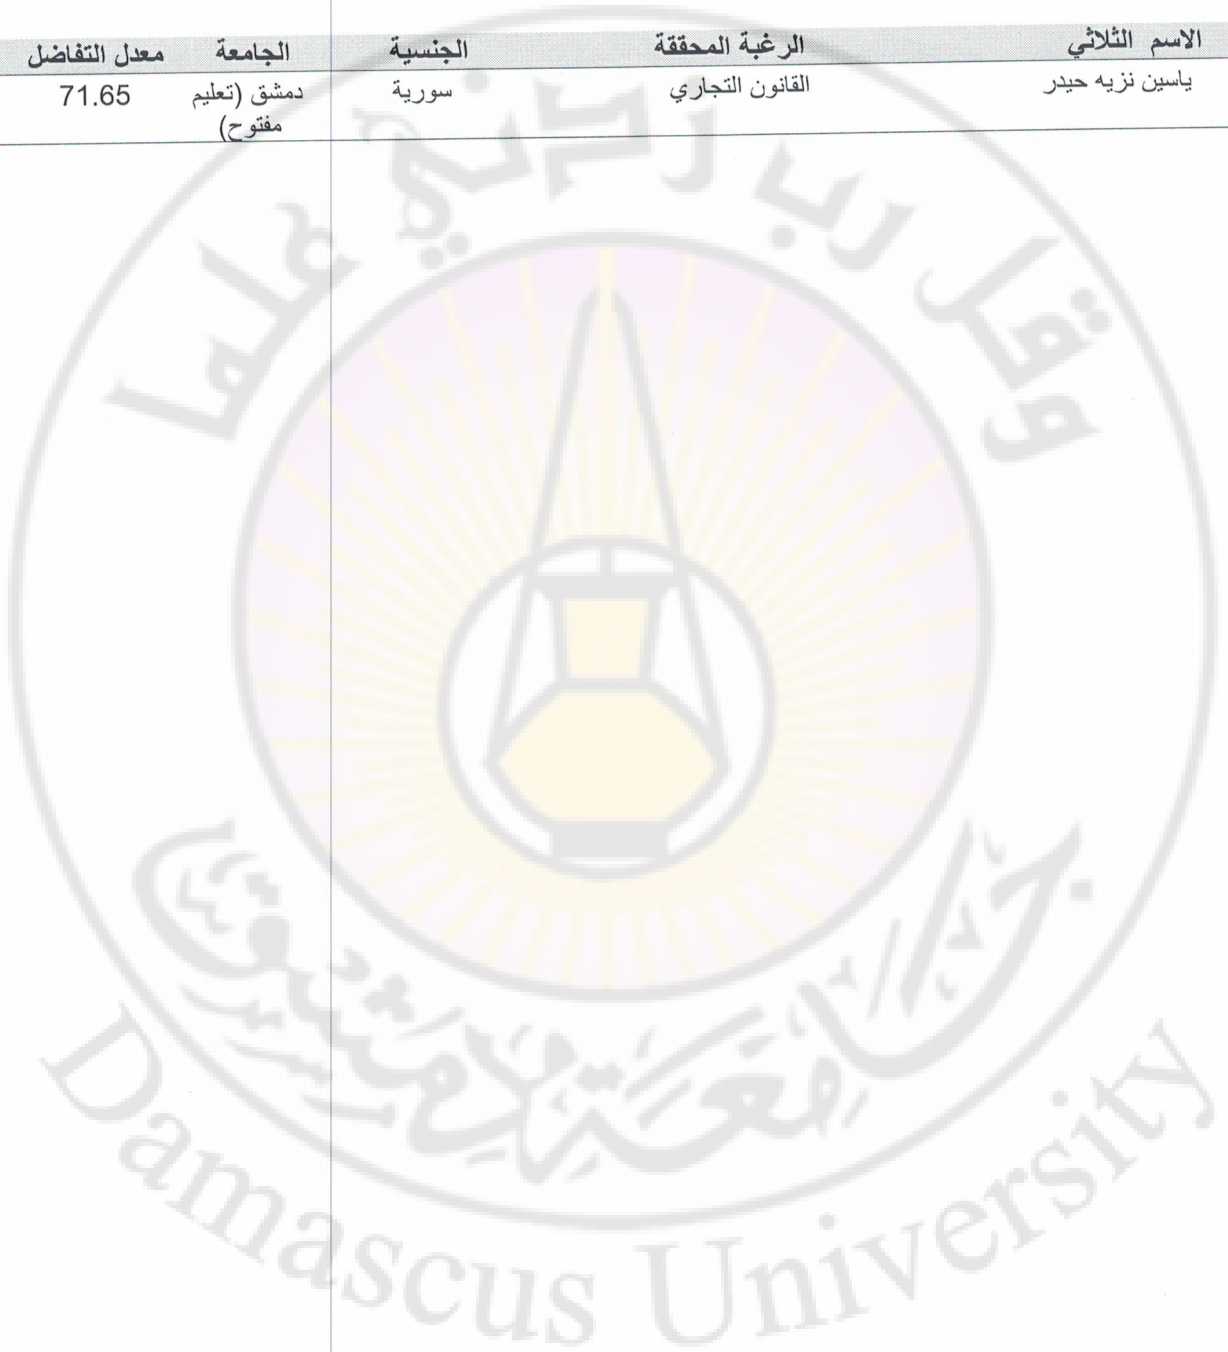 الاسم الثلاثي الرغبة المحققة الجنسية الجامعة معدل التفاضل
ياسين نزيه حيدر القانون التجاري سورية دمشق (تعليم مفتوح) 71.65
وقل رب زدني علما
جامعة دمشق
Damascus University